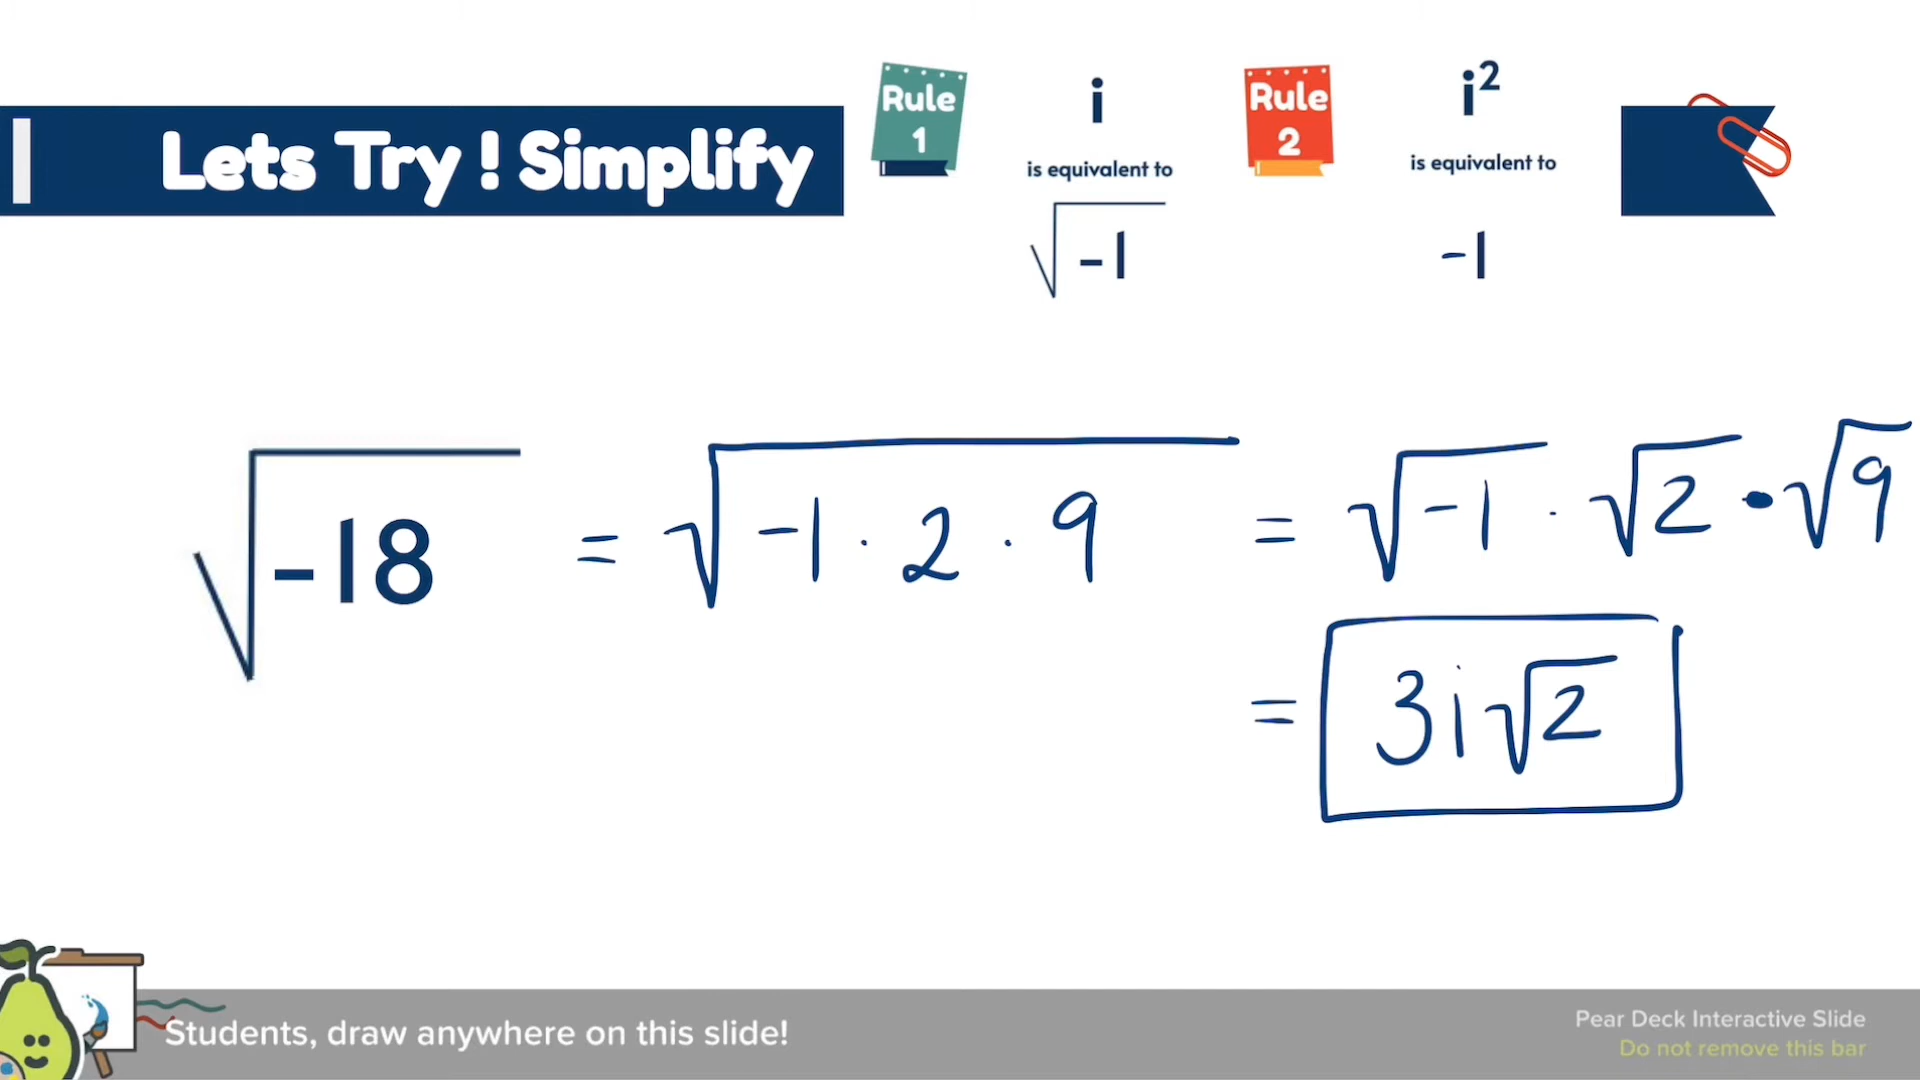 Lets Try ! Simplify
Rule
1
i
is equivalent to
√-1
Rule
2
i²
is equivalent to
-1
√-18 = √-1 · 2 · 9 = √-1 · √2 · √9
= 3i√2
Students, draw anywhere on this slide!
Pear Deck Interactive Slide
Do not remove this bar